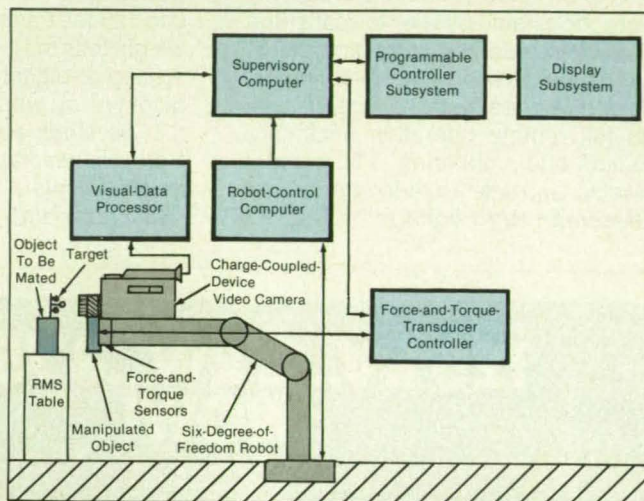 Supervisory
Computer
Programmable
Controller
Subsystem
Display
Subsystem
Visual-Data
Processor
Robot-Control
Computer
Object
To Be
Mated
Target
Charge-Coupled-
Device
Video Camera
Force-and-Torque-
Transducer
Controller
RMS
Table
Force-and-
Torque
Sensors
Manipulated
Object
Six-Degree-of-
Freedom Robot